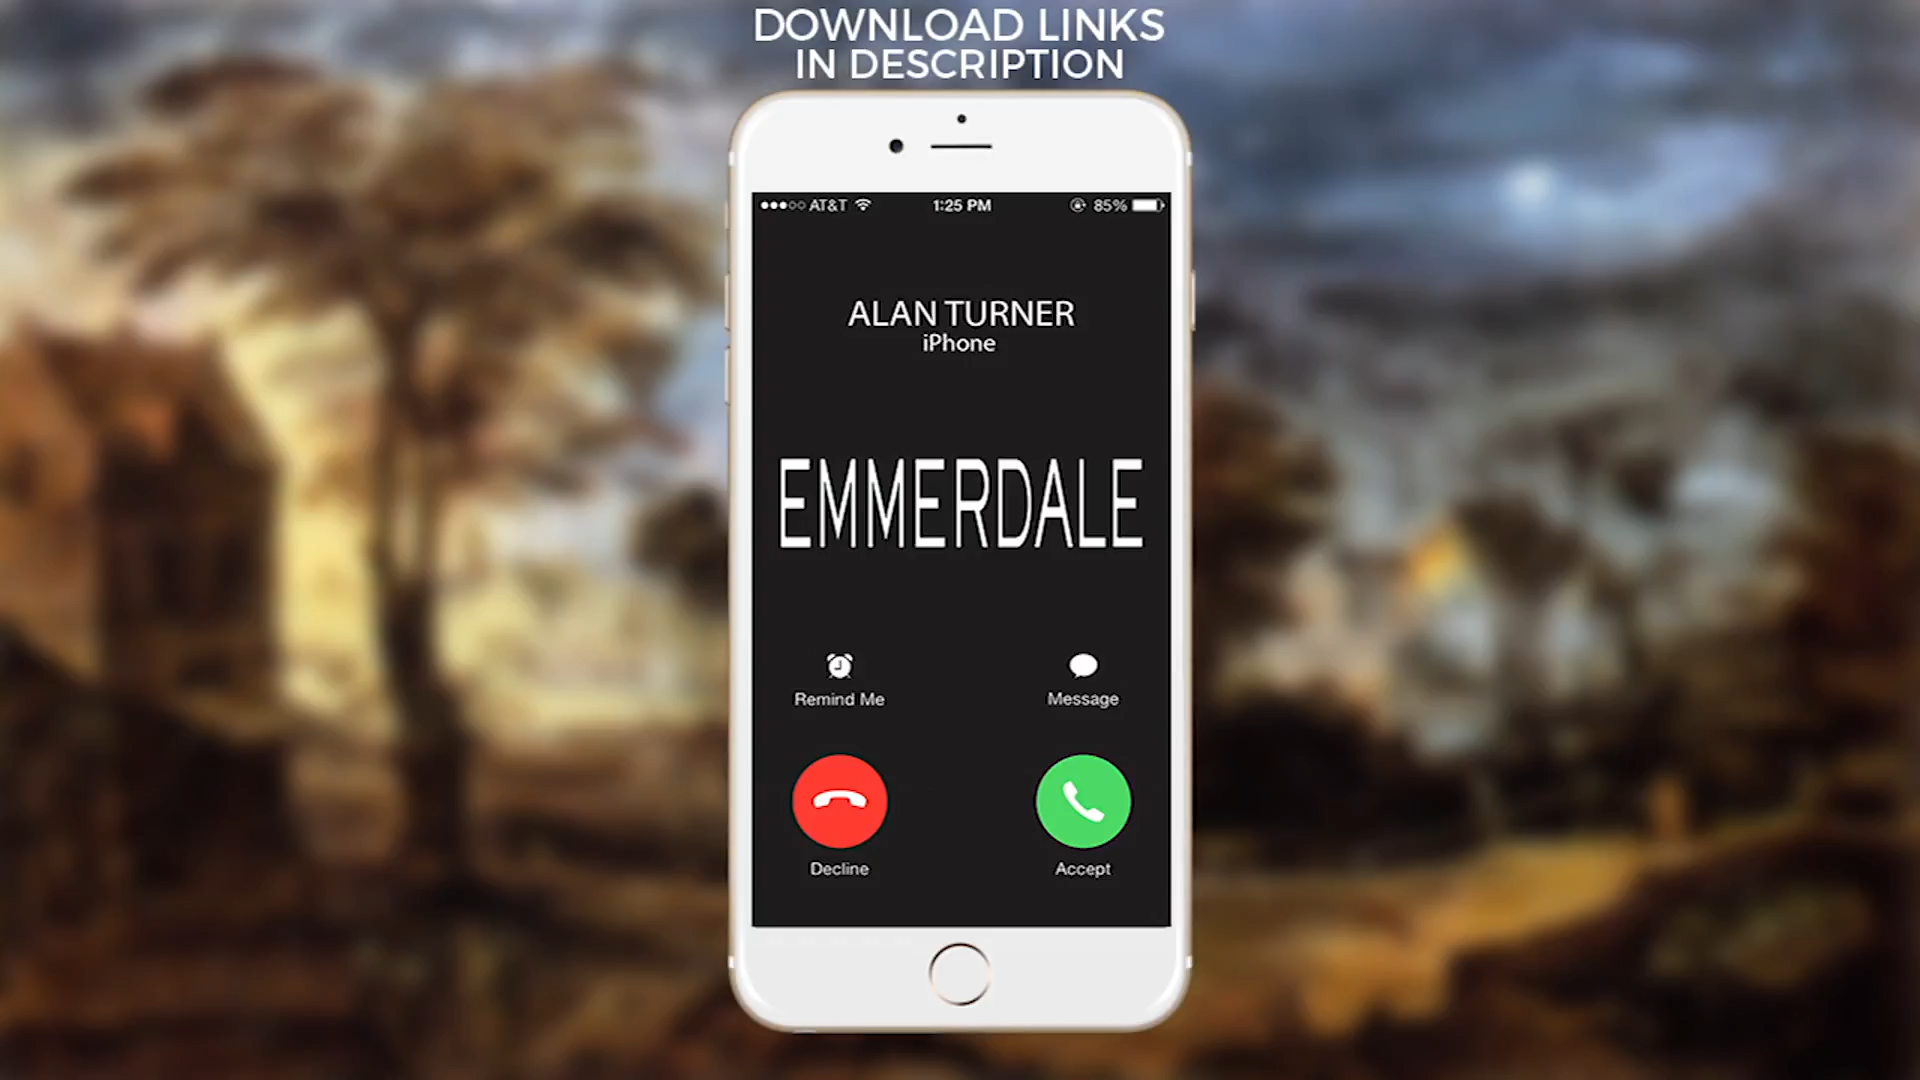 DOWNLOAD LINKS
IN DESCRIPTION
AT&T 1:25 PM 85%
ALAN TURNER
iPhone
EMMERDALE
Remind Me Message
Decline Accept